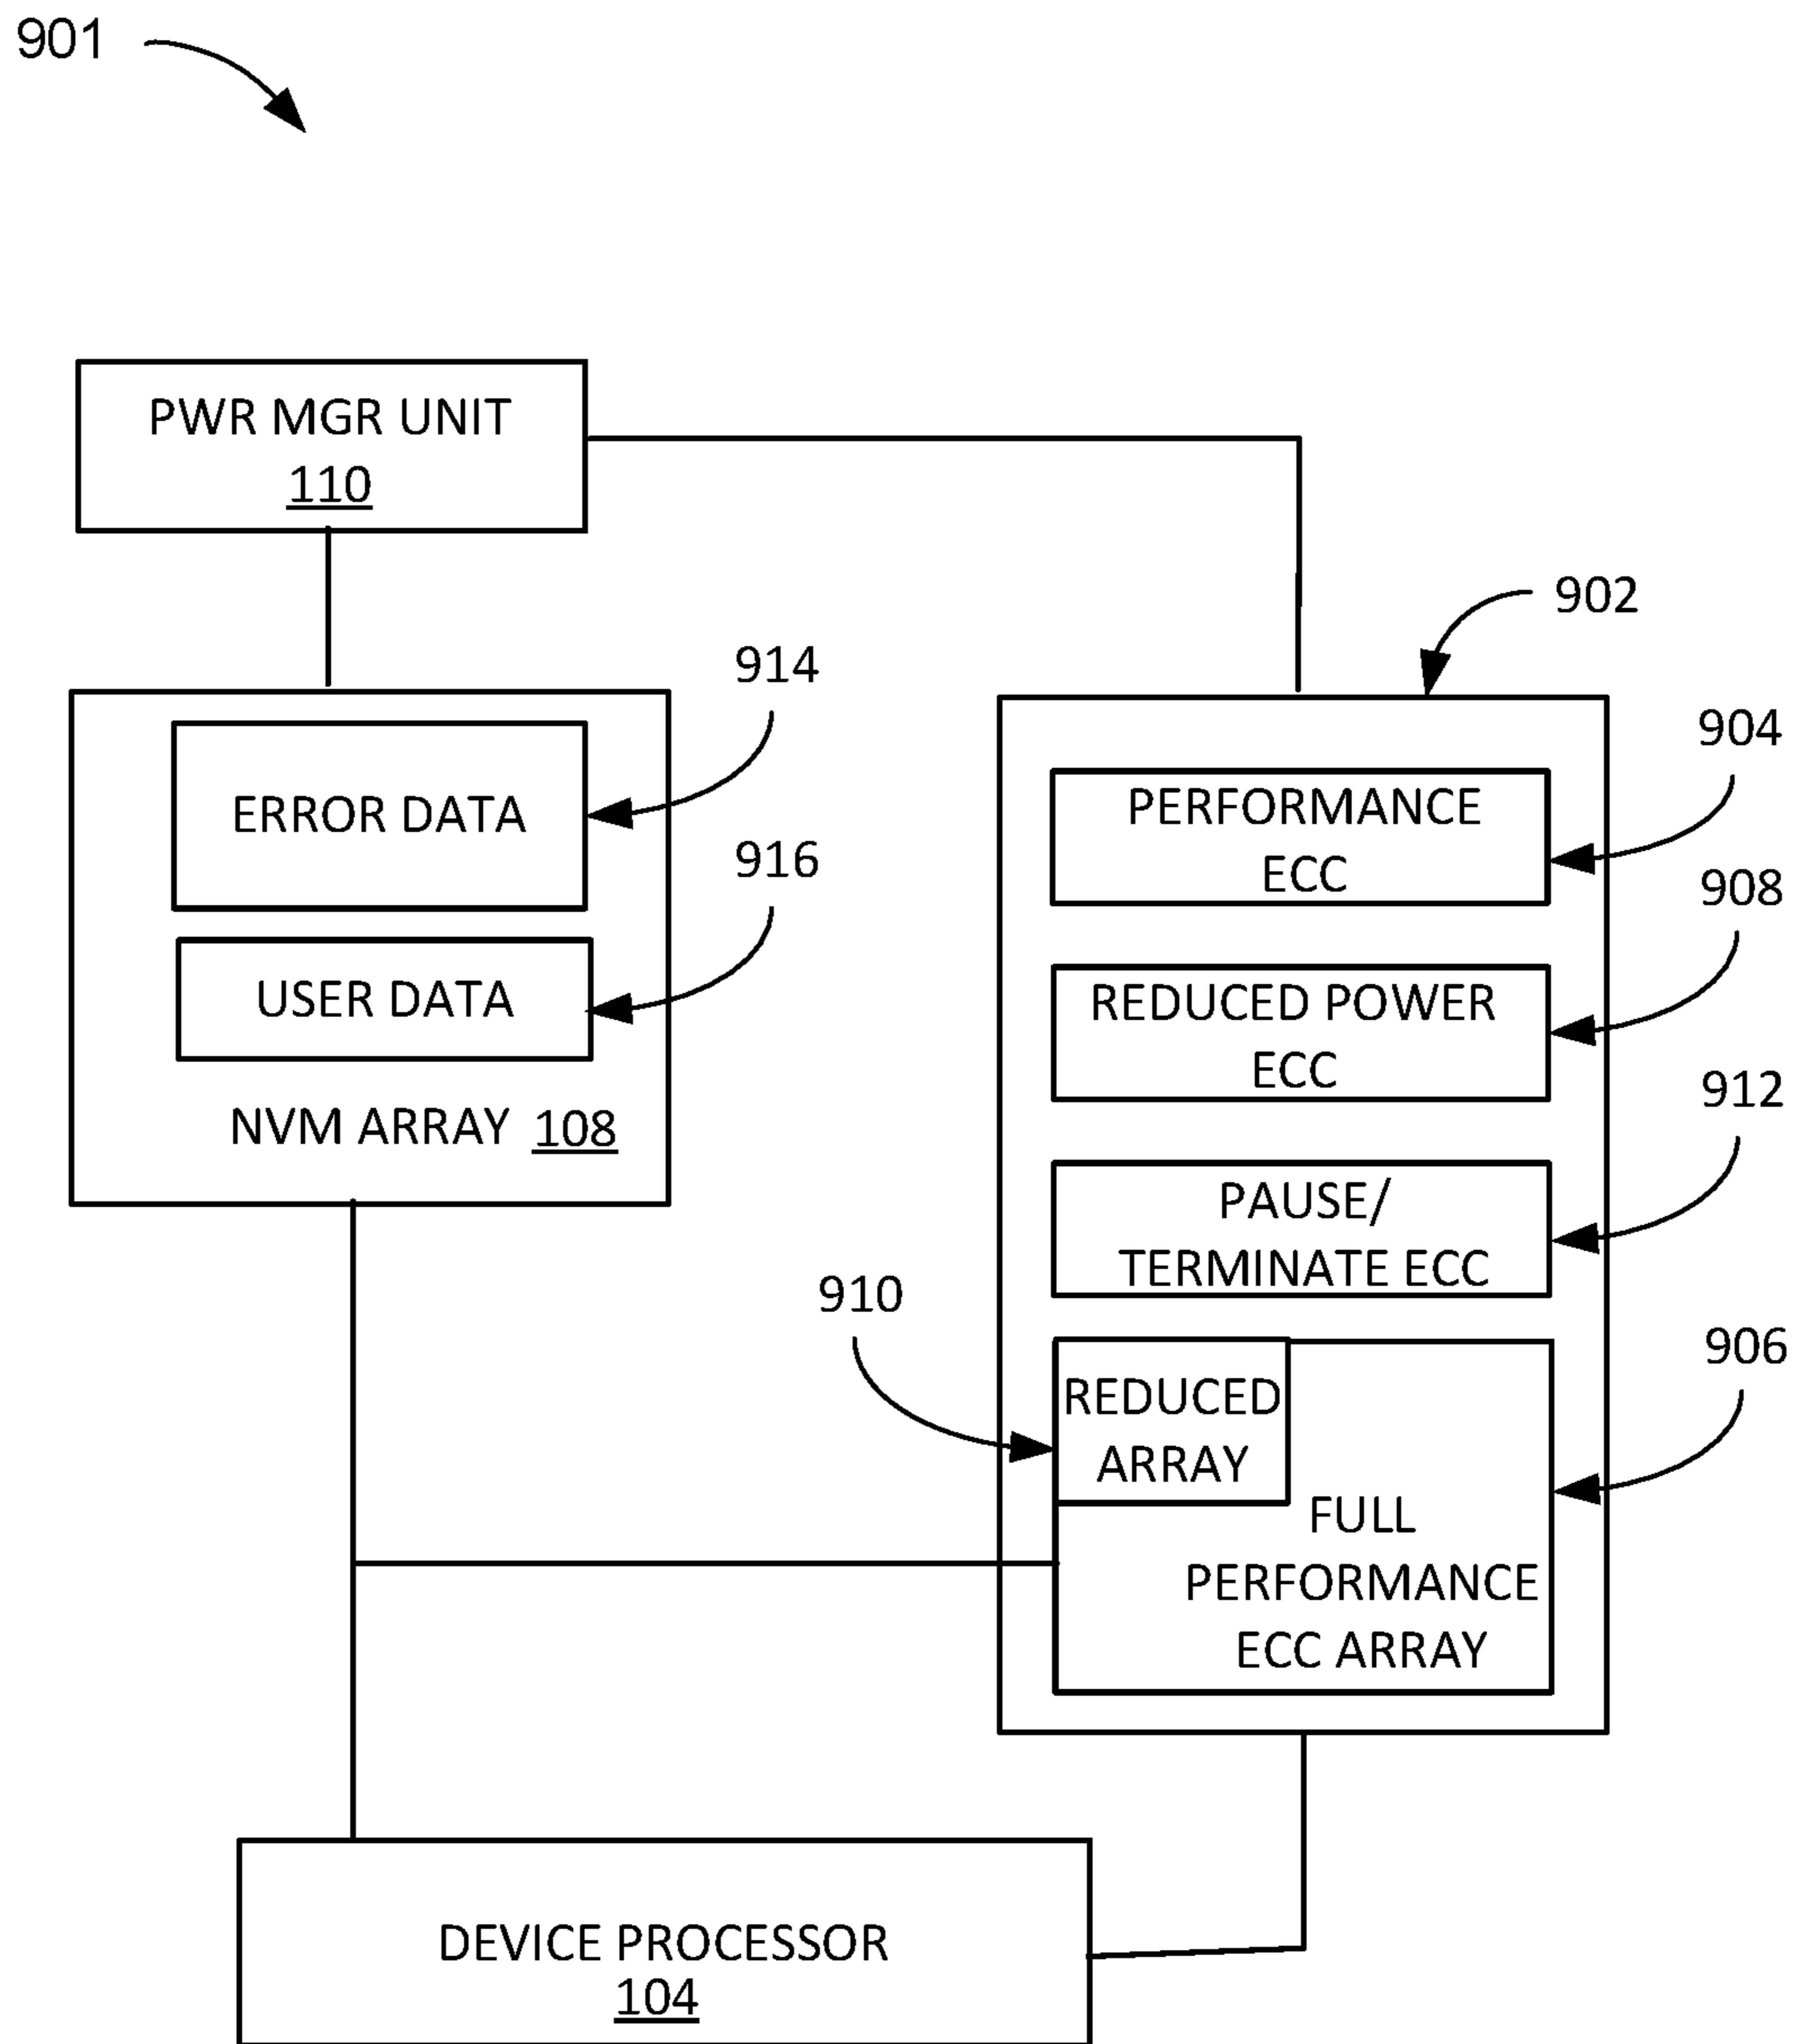 901
PWR MGR UNIT
110
902
914
904
ERROR DATA
PERFORMANCE
ECC
916
908
USER DATA
REDUCED POWER
ECC
NVM ARRAY 108
912
PAUSE/
TERMINATE ECC
910
906
REDUCED
ARRAY
FULL
PERFORMANCE
ECC ARRAY
DEVICE PROCESSOR
104